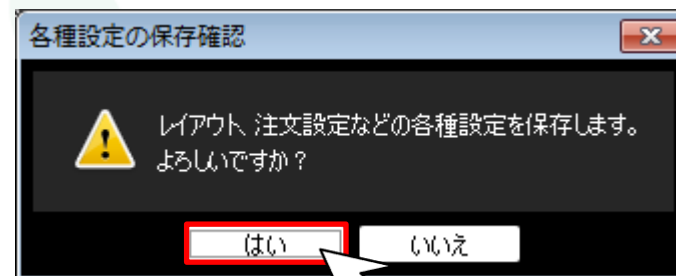 各種設定の保存確認
レイアウト、注文設定などの各種設定を保存します。
よろしいですか？
はい
いいえ